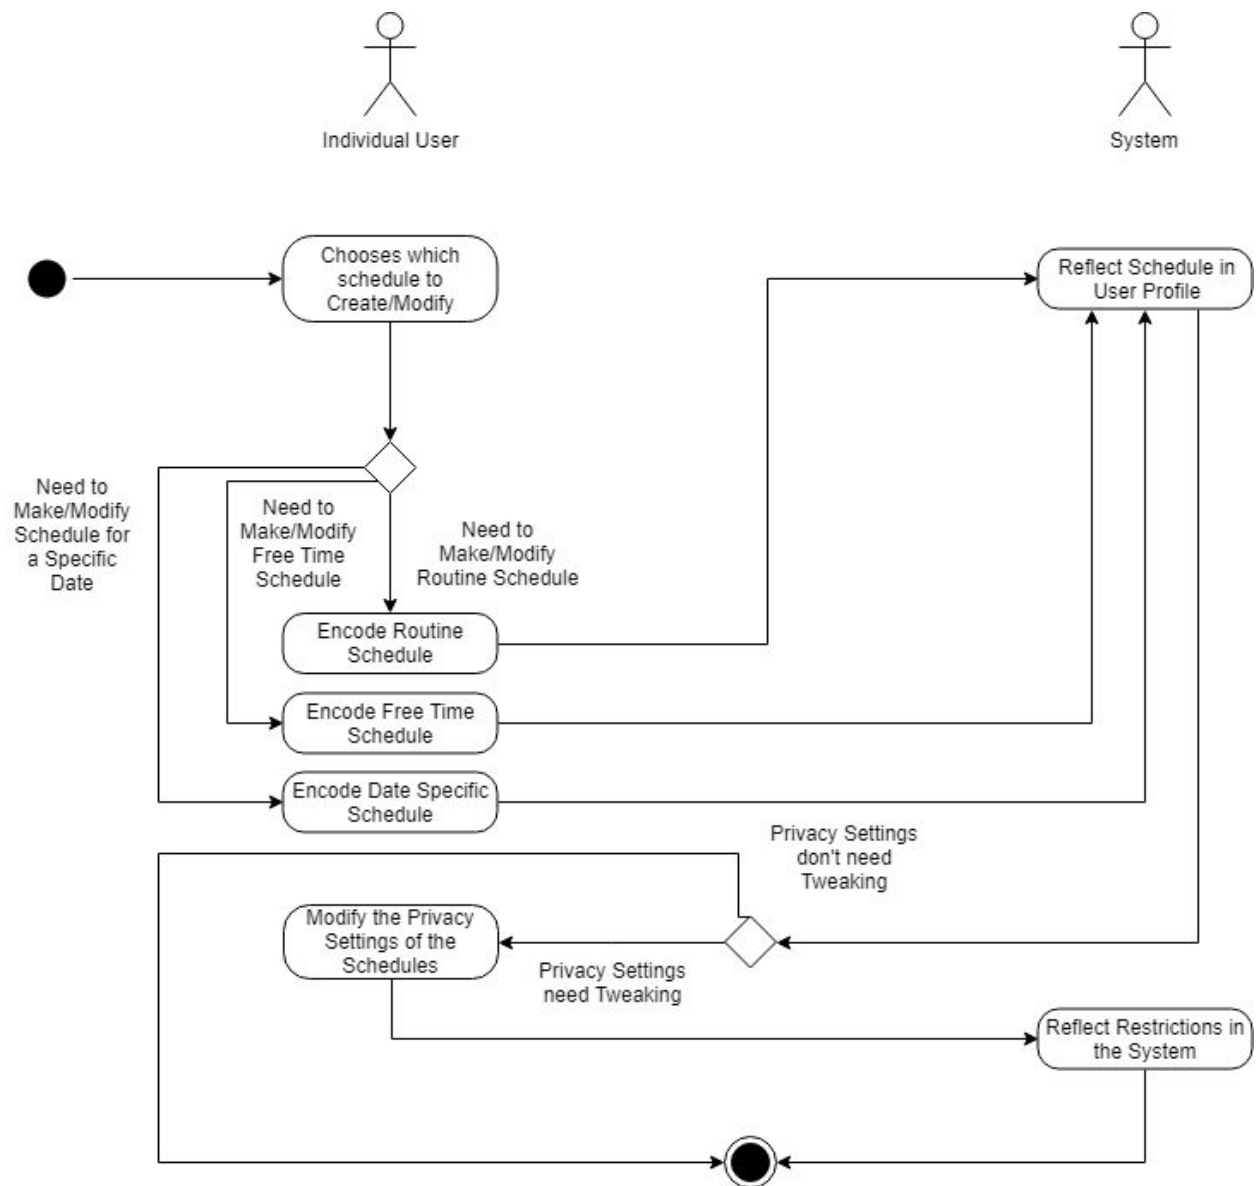 Individual User
System
Chooses which
schedule to
Create/Modify
Reflect Schedule in
User Profile
Need to
Make/Modify
Schedule for
a Specific
Date
Need to
Make/Modify
Free Time
Schedule
Need to
Make/Modify
Routine Schedule
Encode Routine
Schedule
Encode Free Time
Schedule
Encode Date Specific
Schedule
Privacy Settings
don't need
Tweaking
Modify the Privacy
Settings of the
Schedules
Privacy Settings
need Tweaking
Reflect Restrictions in
the System